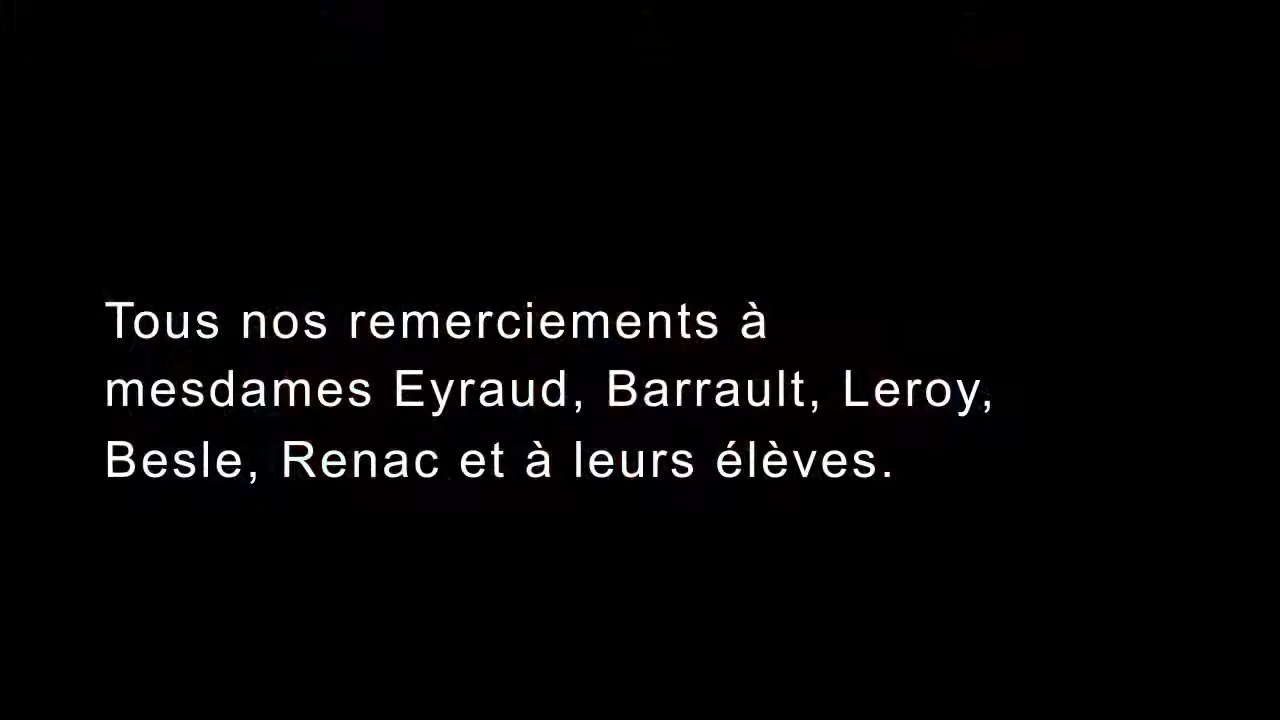 Tous nos remerciements à
mesdames Eyraud, Barrault, Leroy,
Besle, Renac et à leurs élèves.